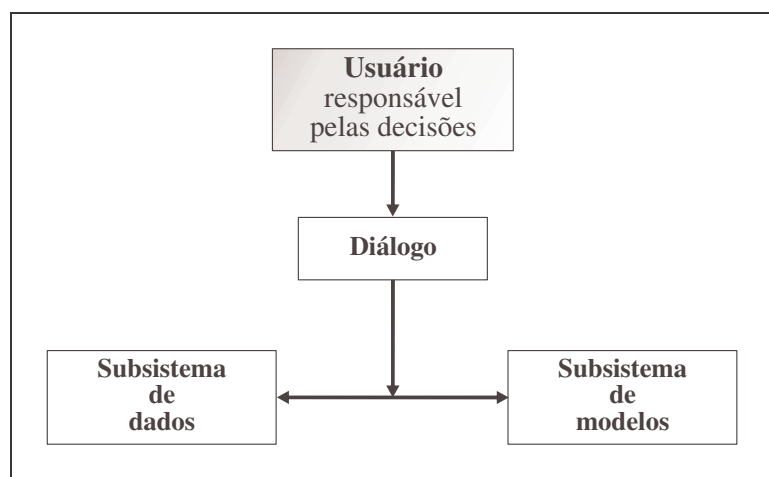 Usuário
responsável
pelas decisões
Diálogo
Subsistema
de
dados
Subsistema
de
modelos